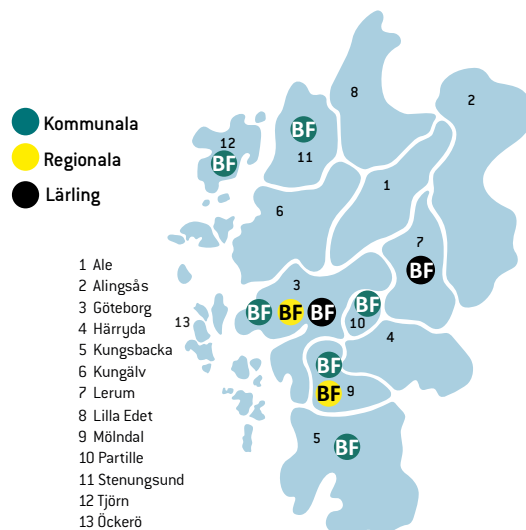 8
2
BF
Kommunala
12
BF
11
Regionala
1
Lärling
6
7
BF
1 Ale
2 Alingsås
3 Göteborg
4 Härryda
5 Kungsbacka
6 Kungälv
7 Lerum
8 Lilla Edet
9 Mölndal
10 Partille
11 Stenungsund
12 Tjörn
13 Öckerö
13
3
BF
BF
BF
BF
10
4
BF
BF
9
5
BF